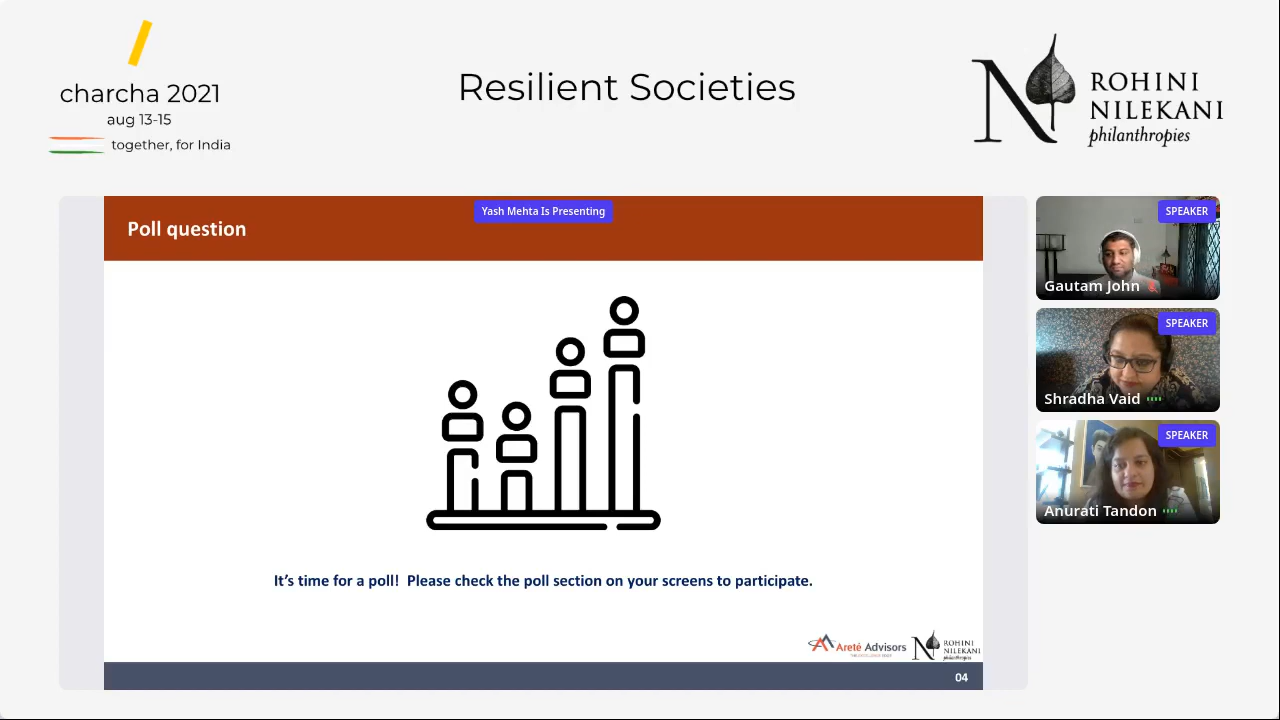 charcha 2021
aug 13-15
together, for India
Resilient Societies
ROHINI
NILEKANI
philanthropies
Yash Mehta Is Presenting
Poll question
It's time for a poll!  Please check the poll section on your screens to participate.
Areté Advisors
ROHINI
NILEKANI
philanthropies
04
SPEAKER
Gautam John
SPEAKER
Shradha Vaid
SPEAKER
Anurati Tandon